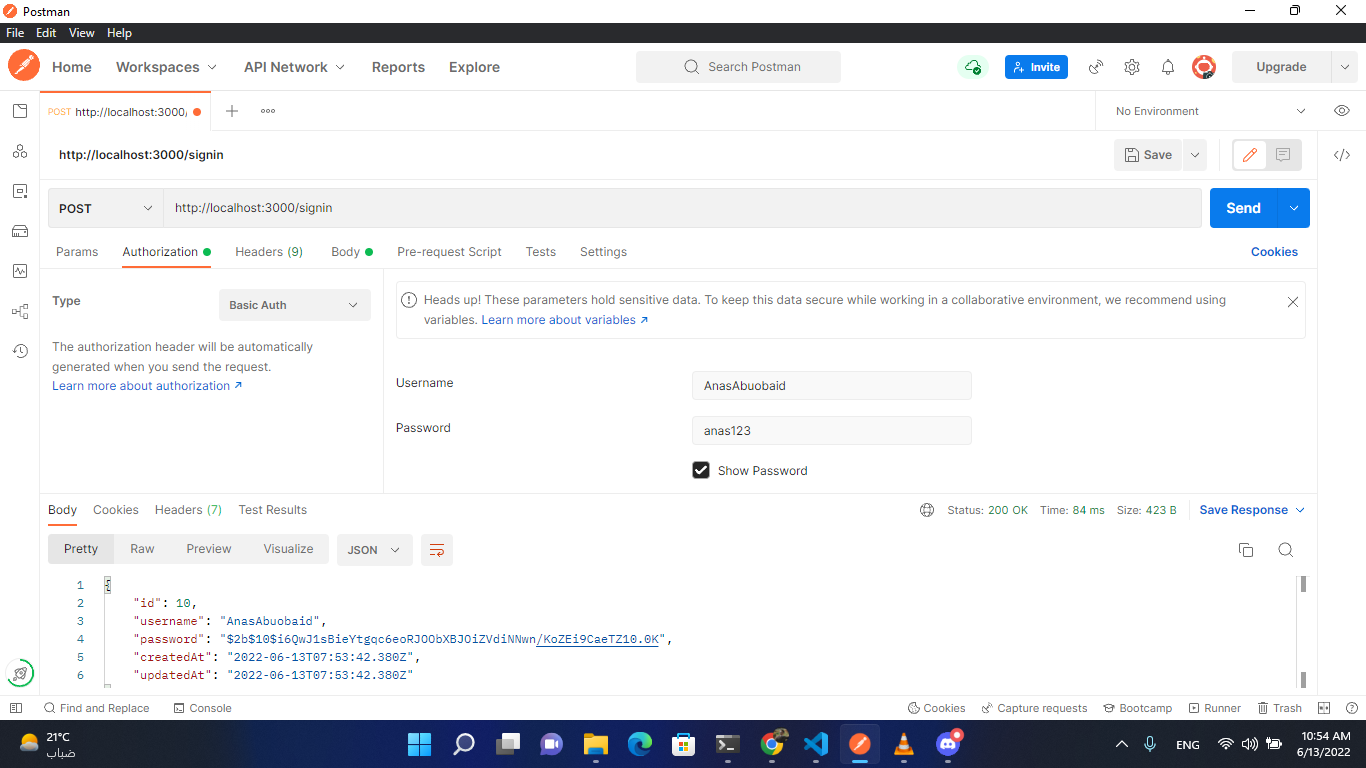 Postman
File Edit View Help
Home Workspaces API Network Reports Explore Search Postman Invite Upgrade
POST http://localhost:3000/ No Environment
http://localhost:3000/signin Save
POST http://localhost:3000/signin Send
Params Authorization Headers (9) Body Pre-request Script Tests Settings Cookies
Type Basic Auth
The authorization header will be automatically
generated when you send the request.
Learn more about authorization ↗
Heads up! These parameters hold sensitive data. To keep this data secure while working in a collaborative environment, we recommend using
variables. Learn more about variables ↗
Username AnasAbuobaid
Password anas123
Show Password
Body Cookies Headers (7) Test Results Status: 200 OK Time: 84 ms Size: 423 B Save Response
Pretty Raw Preview Visualize JSON
1 {
2 "id": 10,
3 "username": "AnasAbuobaid",
4 "password": "$2b$10$i6QwJ1sBieYtgqc6eoRJOObXBJOiZVdiNNwn/KoZEi9CaeTZ10.0K",
5 "createdAt": "2022-06-13T07:53:42.380Z",
6 "updatedAt": "2022-06-13T07:53:42.380Z"
Find and Replace Console Cookies Capture requests Bootcamp Runner Trash
21°C
ضباب
ENG
10:54 AM
6/13/2022